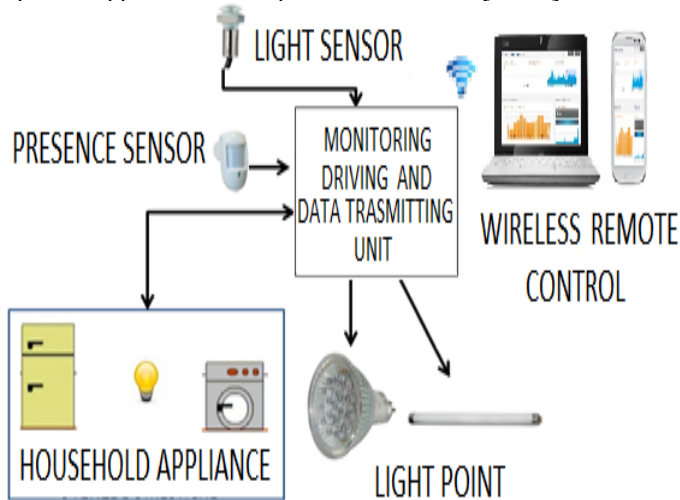 LIGHT SENSOR
PRESENCE SENSOR
MONITORING
DRIVING AND
DATA TRASMITTING
UNIT
WIRELESS REMOTE
CONTROL
HOUSEHOLD APPLIANCE
LIGHT POINT